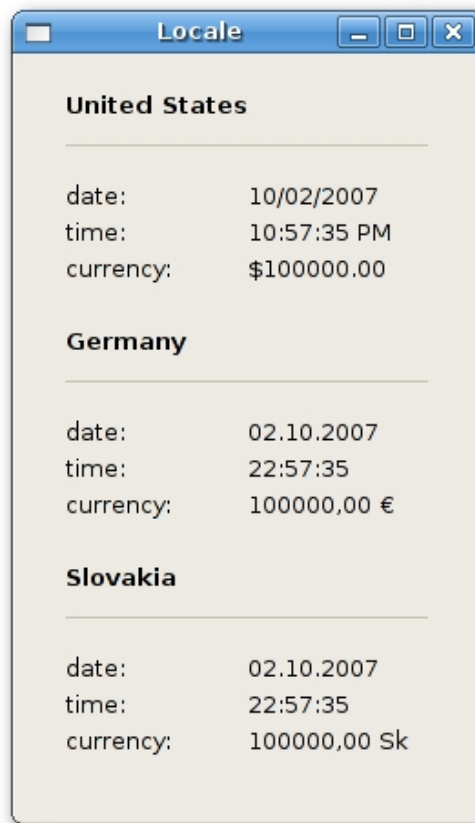 Locale
United States
date: 10/02/2007
time: 10:57:35 PM
currency: $100000.00
Germany
date: 02.10.2007
time: 22:57:35
currency: 100000,00 €
Slovakia
date: 02.10.2007
time: 22:57:35
currency: 100000,00 Sk